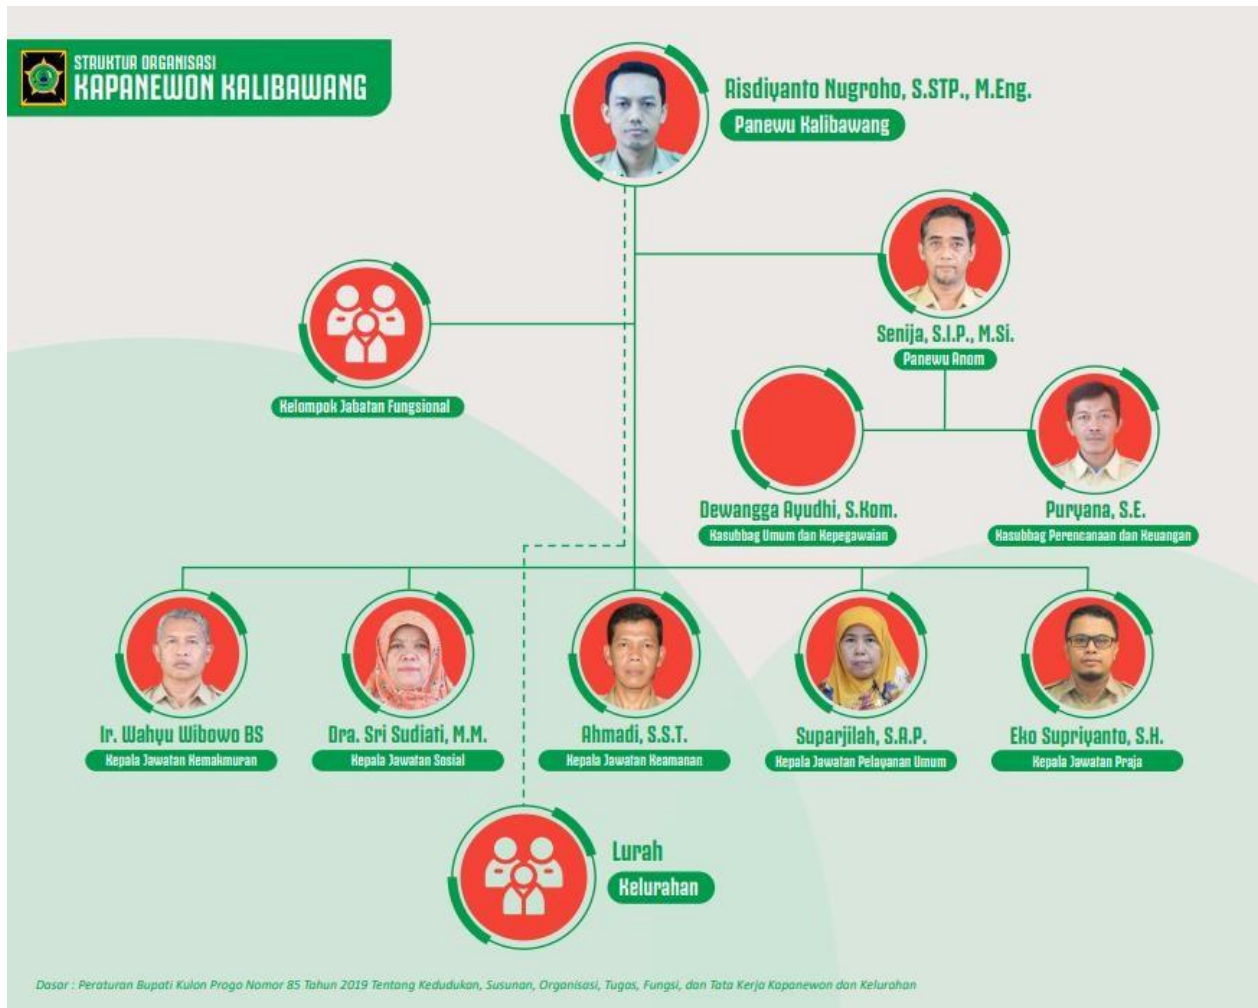 STRUKTUR ORGANISASI
KAPANEWON KALIBAWANG
Risdiyanto Nugroho, S.STP., M.Eng.
Panewu Kalibawang
Senija, S.I.P., M.Si.
Panewu Anom
Kelompok Jabatan Fungsional
Dewangga Ayudhi, S.Kom.
Kasubbag Umum dan Kepegawaian
Puryana, S.E.
Kasubbag Perencanaan dan Keuangan
Ir. Wahyu Wibowo BS
Kepala Jawatan Kemakmuran
Dra. Sri Sudiati, M.M.
Kepala Jawatan Sosial
Ahmadi, S.S.T.
Kepala Jawatan Keamanan
Suparjilah, S.A.P.
Kepala Jawatan Pelayanan Umum
Eko Supriyanto, S.H.
Kepala Jawatan Praja
Lurah
Kelurahan
Dasar : Peraturan Bupati Kulon Progo Nomor 85 Tahun 2019 Tentang Kedudukan, Susunan, Organisasi, Tugas, Fungsi, dan Tata Kerja Kapanewon dan Kelurahan